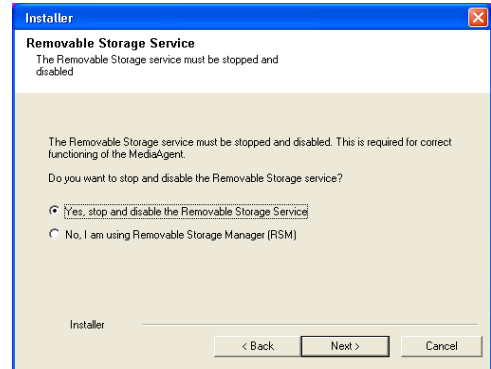 Installer
Removable Storage Service
The Removable Storage service must be stopped and
disabled
The Removable Storage service must be stopped and disabled. This is required for correct
functioning of the MediaAgent.
Do you want to stop and disable the Removable Storage service?
Yes, stop and disable the Removable Storage Service
No, I am using Removable Storage Manager (RSM)
Installer
< Back Next > Cancel